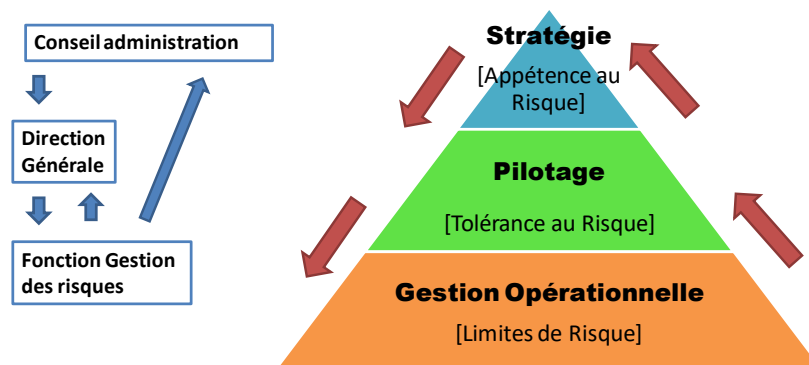 Conseil administration
Direction
Générale
Fonction Gestion
des risques
Stratégie
[Appétence au
Risque]
Pilotage
[Tolérance au Risque]
Gestion Opérationnelle
[Limites de Risque]